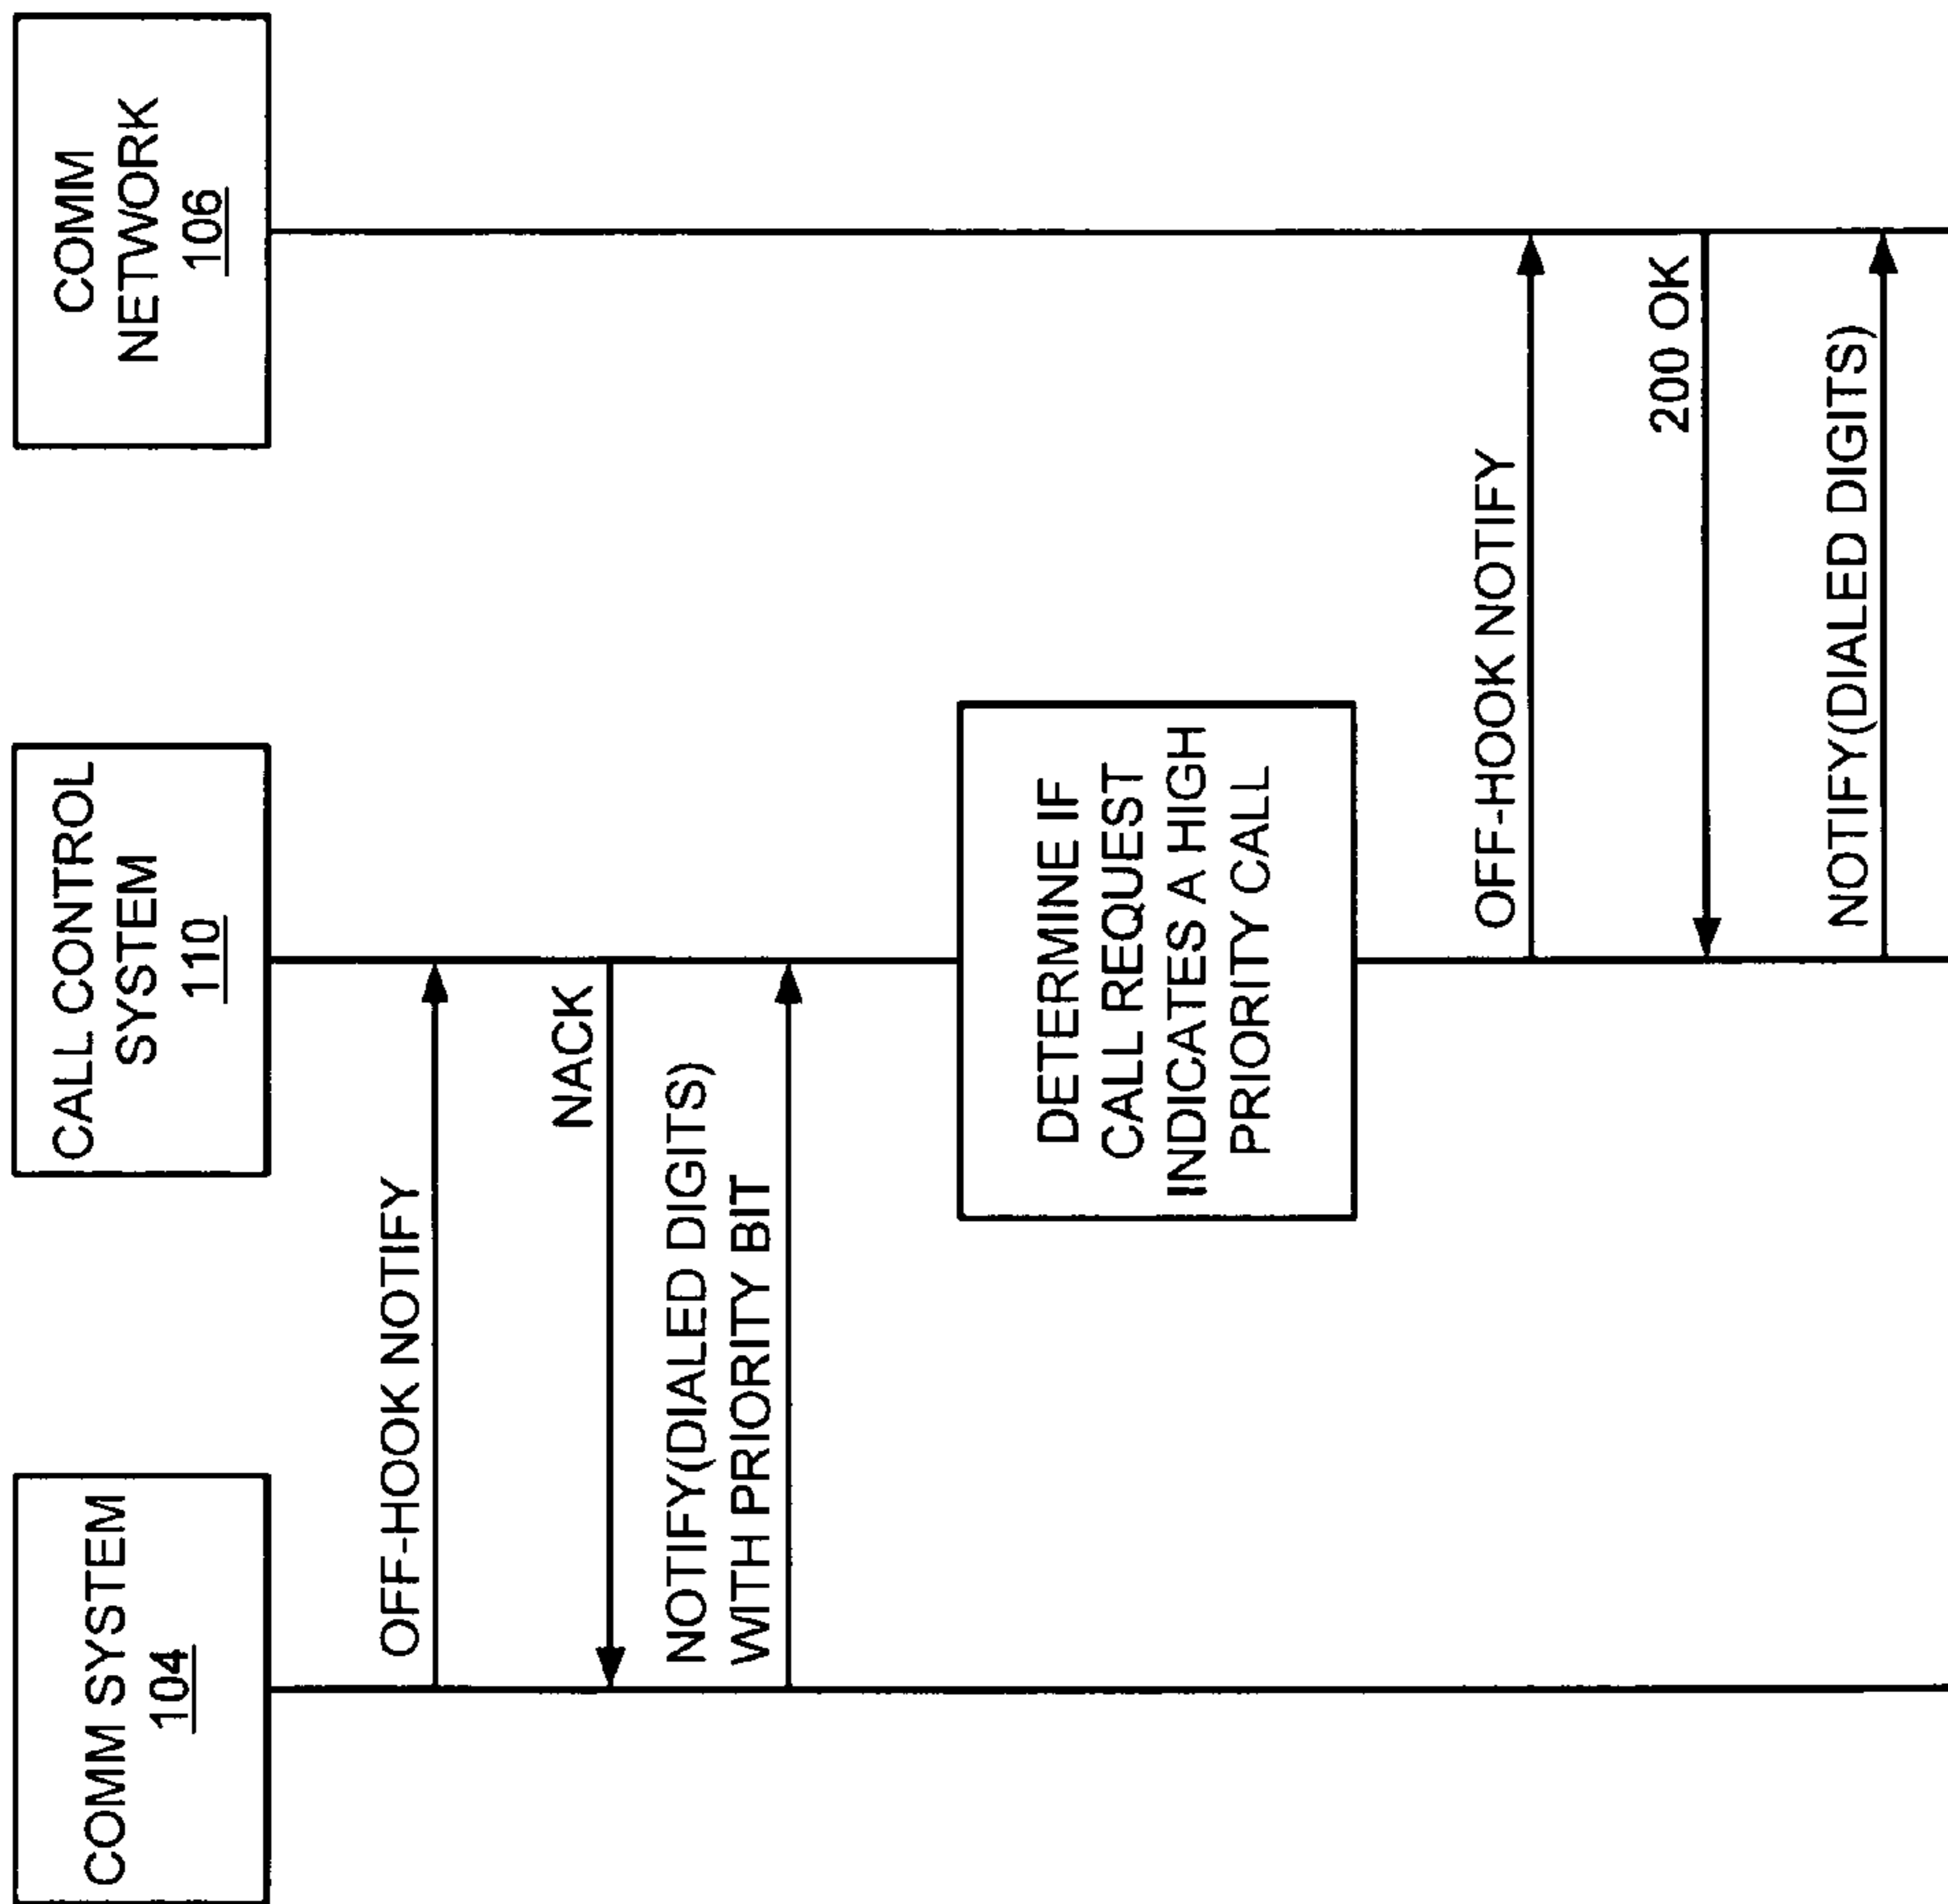 COMM SYSTEM
104
CALL CONTROL
SYSTEM
110
COMM
NETWORK
106
OFF-HOOK NOTIFY
NACK
NOTIFY(DIALED DIGITS)
WITH PRIORITY BIT
DETERMINE IF
CALL REQUEST
INDICATES A HIGH
PRIORITY CALL
OFF-HOOK NOTIFY
200 OK
NOTIFY(DIALED DIGITS)